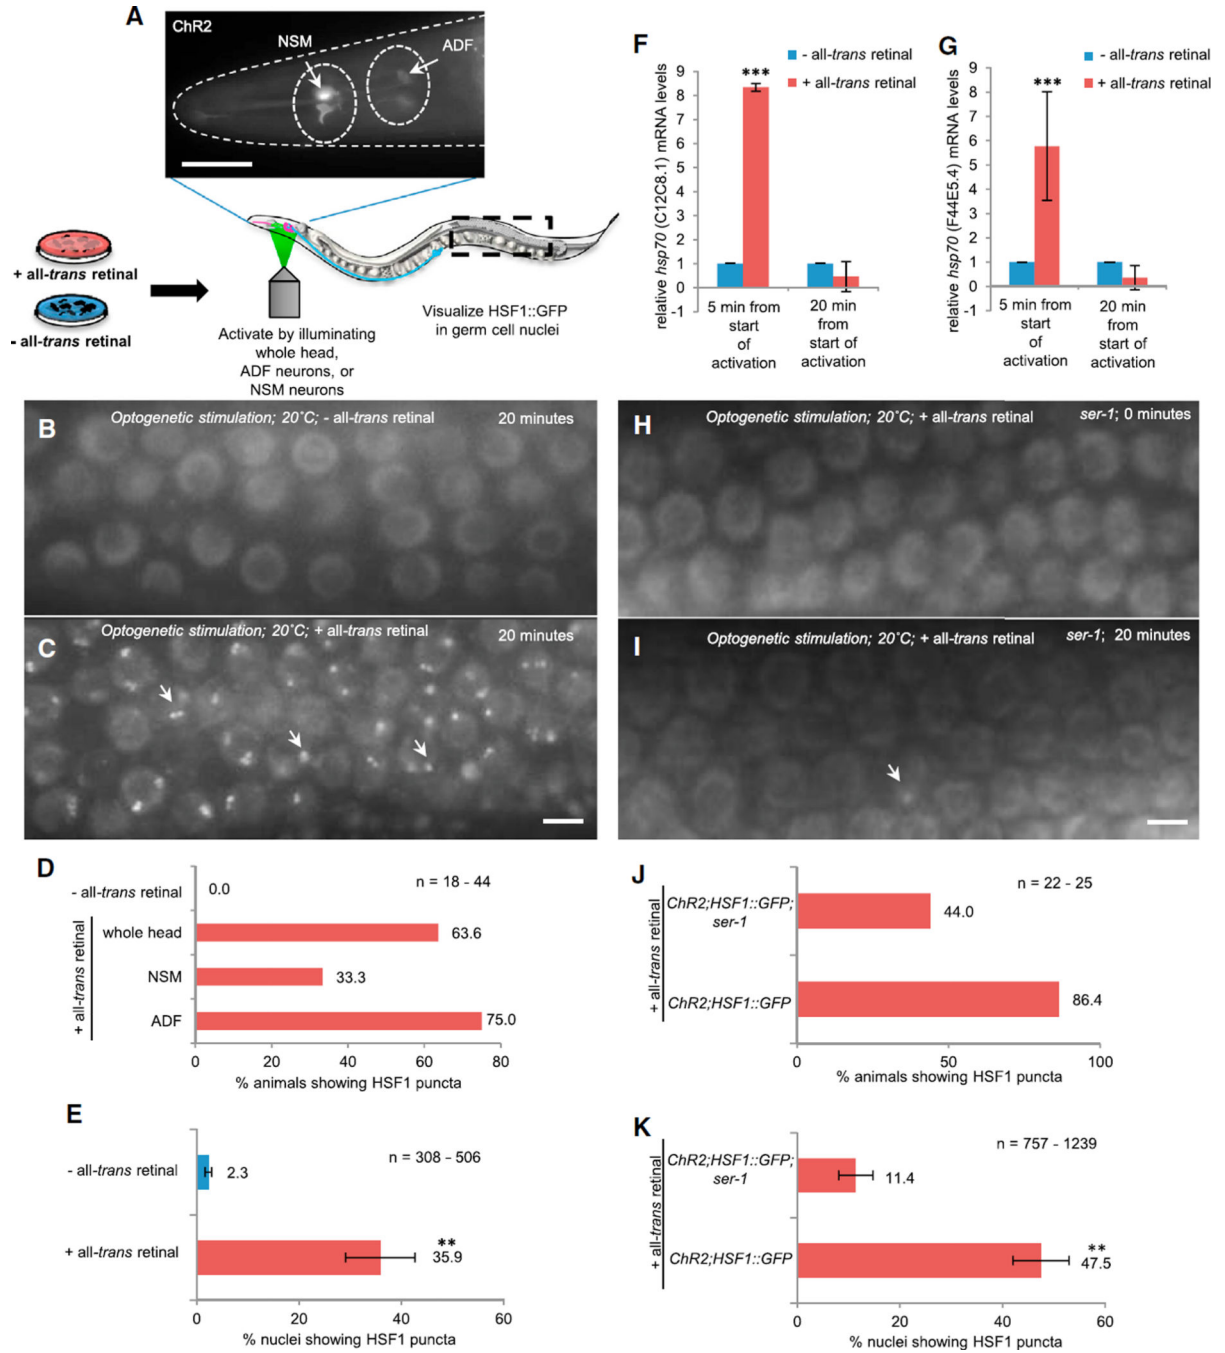 A
ChR2
NSM
ADF
+ all-trans retinal
- all-trans retinal
Activate by illuminating
whole head,
ADF neurons, or
NSM neurons
Visualize HSF1::GFP
in germ cell nuclei
F
- all-trans retinal
+ all-trans retinal
relative hsp70 (C12C8.1) mRNA levels
9
8
7
6
5
4
3
2
1
0
-1
***
5 min from
start
of
activation
20 min
from
start of
activation
G
- all-trans retinal
+ all-trans retinal
relative hsp70 (F44E5.4) mRNA levels
9
8
7
6
5
4
3
2
1
0
-1
***
5 min from
start
of
activation
20 min
from
start of
activation
B
Optogenetic stimulation; 20˚C; - all-trans retinal
20 minutes
C
Optogenetic stimulation; 20˚C; + all-trans retinal
20 minutes
H
Optogenetic stimulation; 20˚C; + all-trans retinal
ser-1; 0 minutes
I
Optogenetic stimulation; 20˚C; + all-trans retinal
ser-1; 20 minutes
D
- all-trans retinal
0.0
n = 18 - 44
+ all-trans retinal
whole head
63.6
NSM
33.3
ADF
75.0
0 20 40 60 80
% animals showing HSF1 puncta
E
- all-trans retinal
2.3
n = 308 - 506
+ all-trans retinal
**
35.9
0 20 40 60
% nuclei showing HSF1 puncta
J
+ all-trans retinal
ChR2;HSF1::GFP;
ser-1
44.0
n = 22 - 25
ChR2;HSF1::GFP
86.4
0 50 100
% animals showing HSF1 puncta
K
+ all-trans retinal
ChR2;HSF1::GFP;
ser-1
11.4
n = 757 - 1239
ChR2;HSF1::GFP
**
47.5
0 20 40 60
% nuclei showing HSF1 puncta